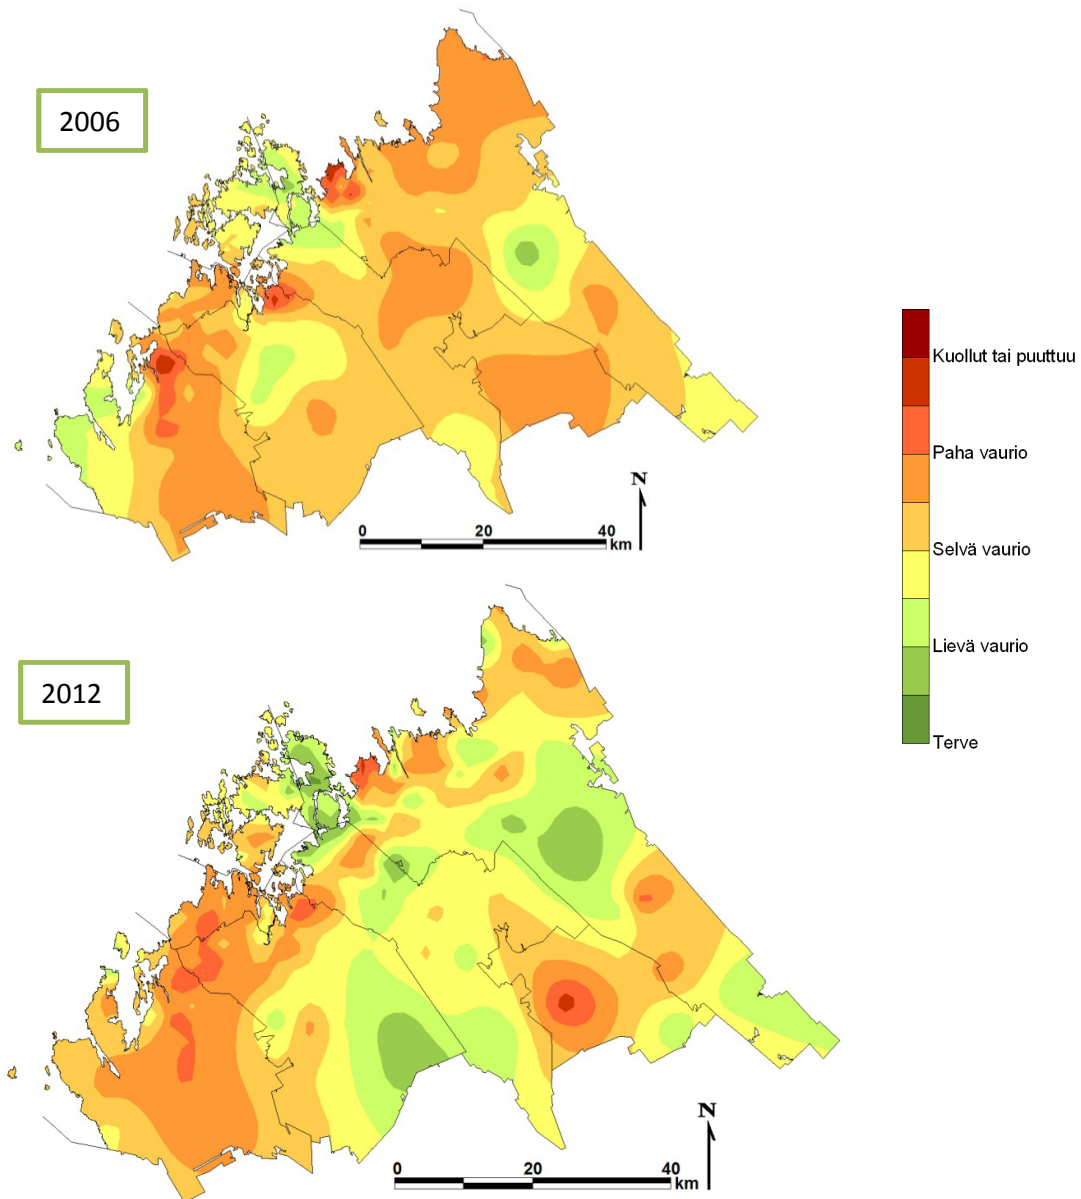 2006
Kuollut tai puuttuu
Paha vaurio
Selvä vaurio
Lievä vaurio
Terve
N
0 20 40
km
2012
N
0 20 40
km